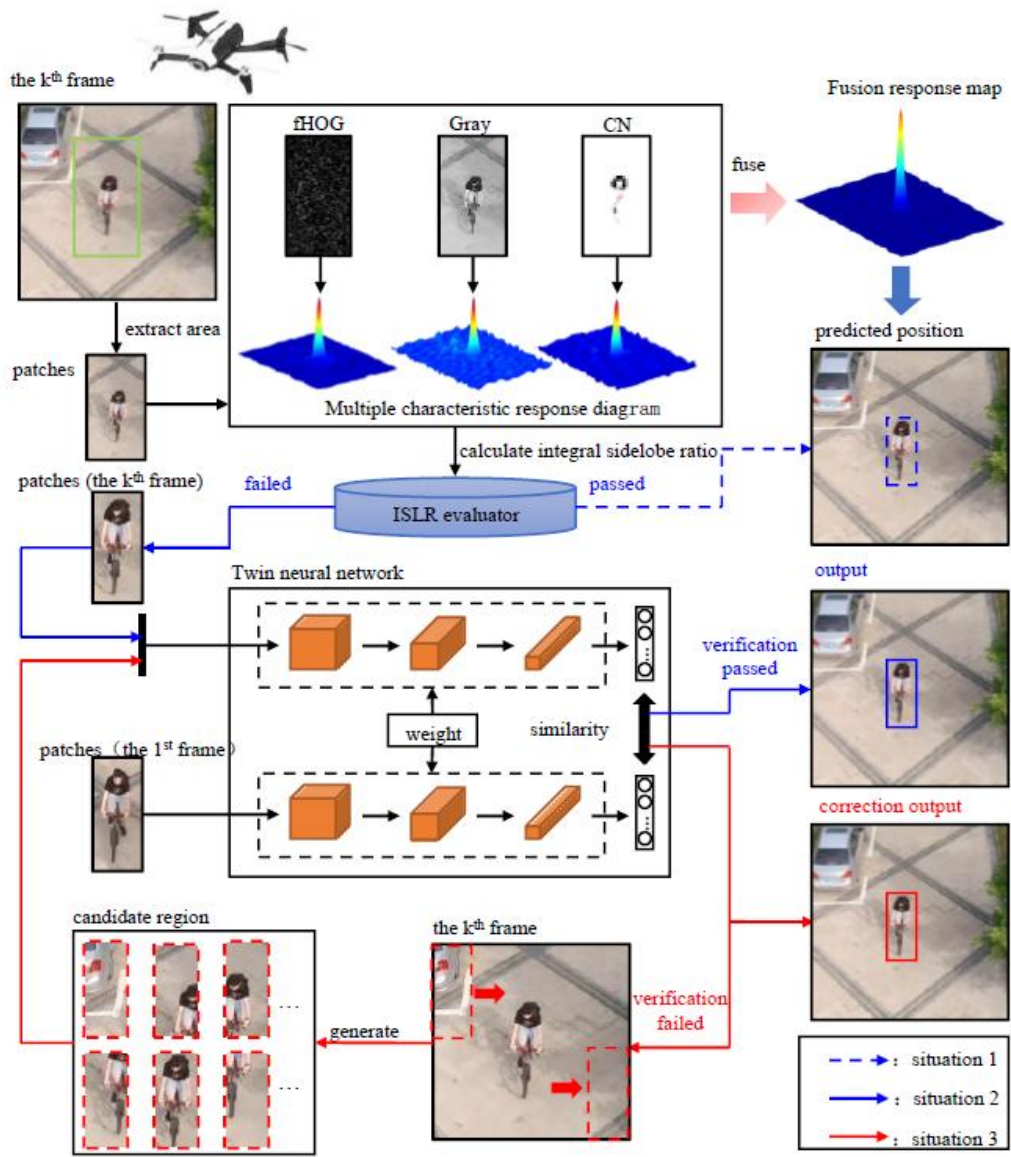 the kth frame
Fusion response map
fHOG
Gray
CN
fuse
extract area
predicted position
patches
Multiple characteristic response diagram
calculate integral sidelobe ratio
patches (the kth frame)
failed
passed
ISLR evaluator
Twin neural network
output
verification
passed
weight
similarity
patches（the 1st frame）
correction output
candidate region
the kth frame
verification
failed
generate
...
...
：situation 1
：situation 2
：situation 3